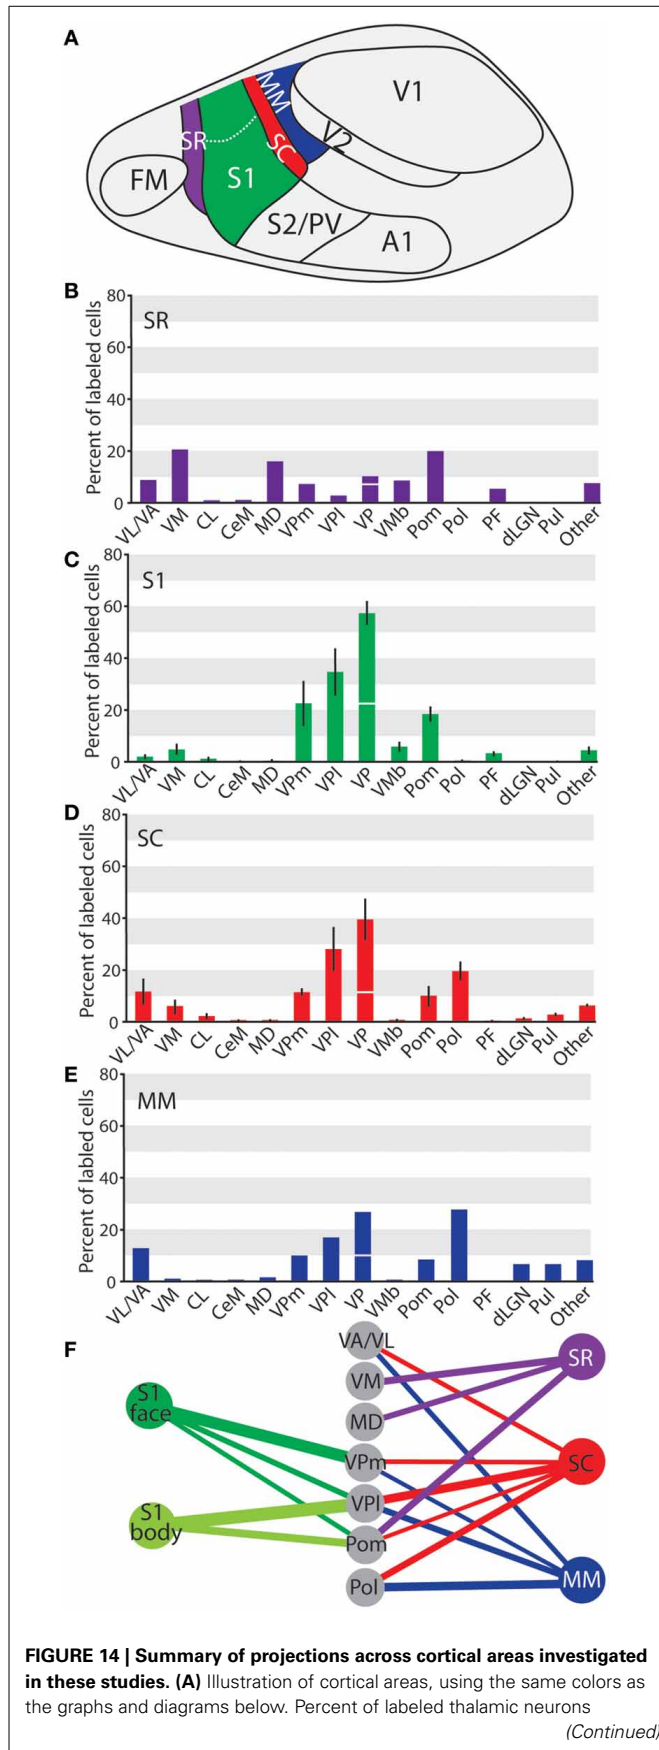 A
V1
MM
V2
SR
SC
FM
S1
S2/PV
A1
B
SR
Percent of labeled cells
80
60
40
20
0
VL/VA VM CL CeM MD VPm VPl VP VMb Pom Pol PF dLGN Pul Other
C
S1
Percent of labeled cells
80
60
40
20
0
VL/VA VM CL CeM MD VPm VPl VP VMb Pom Pol PF dLGN Pul Other
D
SC
Percent of labeled cells
80
60
40
20
0
VL/VA VM CL CeM MD VPm VPl VP VMb Pom Pol PF dLGN Pul Other
E
MM
Percent of labled cells
80
60
40
20
0
VL/VA VM CL CeM MD VPm VPl VP VMb Pom Pol PF dLGN Pul Other
F
S1
face
S1
body
VA/VL
VM
MD
VPm
VPl
Pom
Pol
SR
SC
MM
FIGURE 14 | Summary of projections across cortical areas investigated
in these studies. (A) Illustration of cortical areas, using the same colors as
the graphs and diagrams below. Percent of labeled thalamic neurons
(Continued)